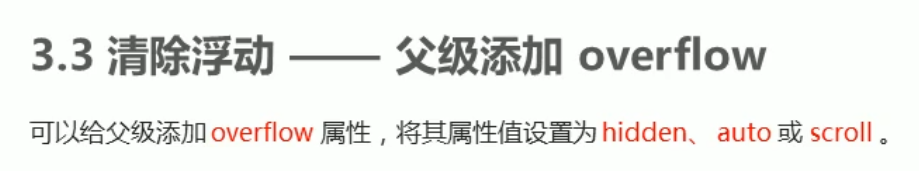 3.3 清除浮动 —— 父级添加 overflow
可以给父级添加 overflow 属性，将其属性值设置为 hidden、 auto 或 scroll 。